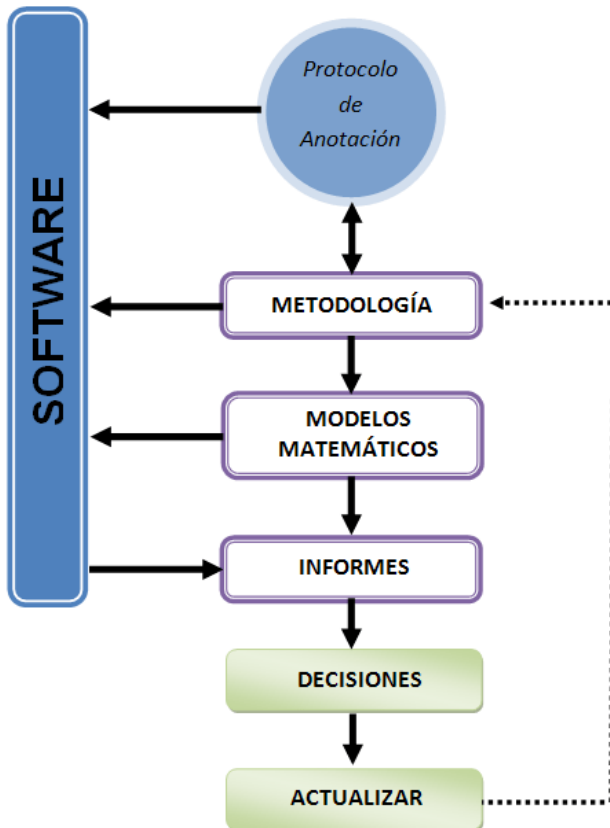 SOFTWARE
Protocolo
de
Anotación
METODOLOGÍA
MODELOS
MATEMÁTICOS
INFORMES
DECISIONES
ACTUALIZAR